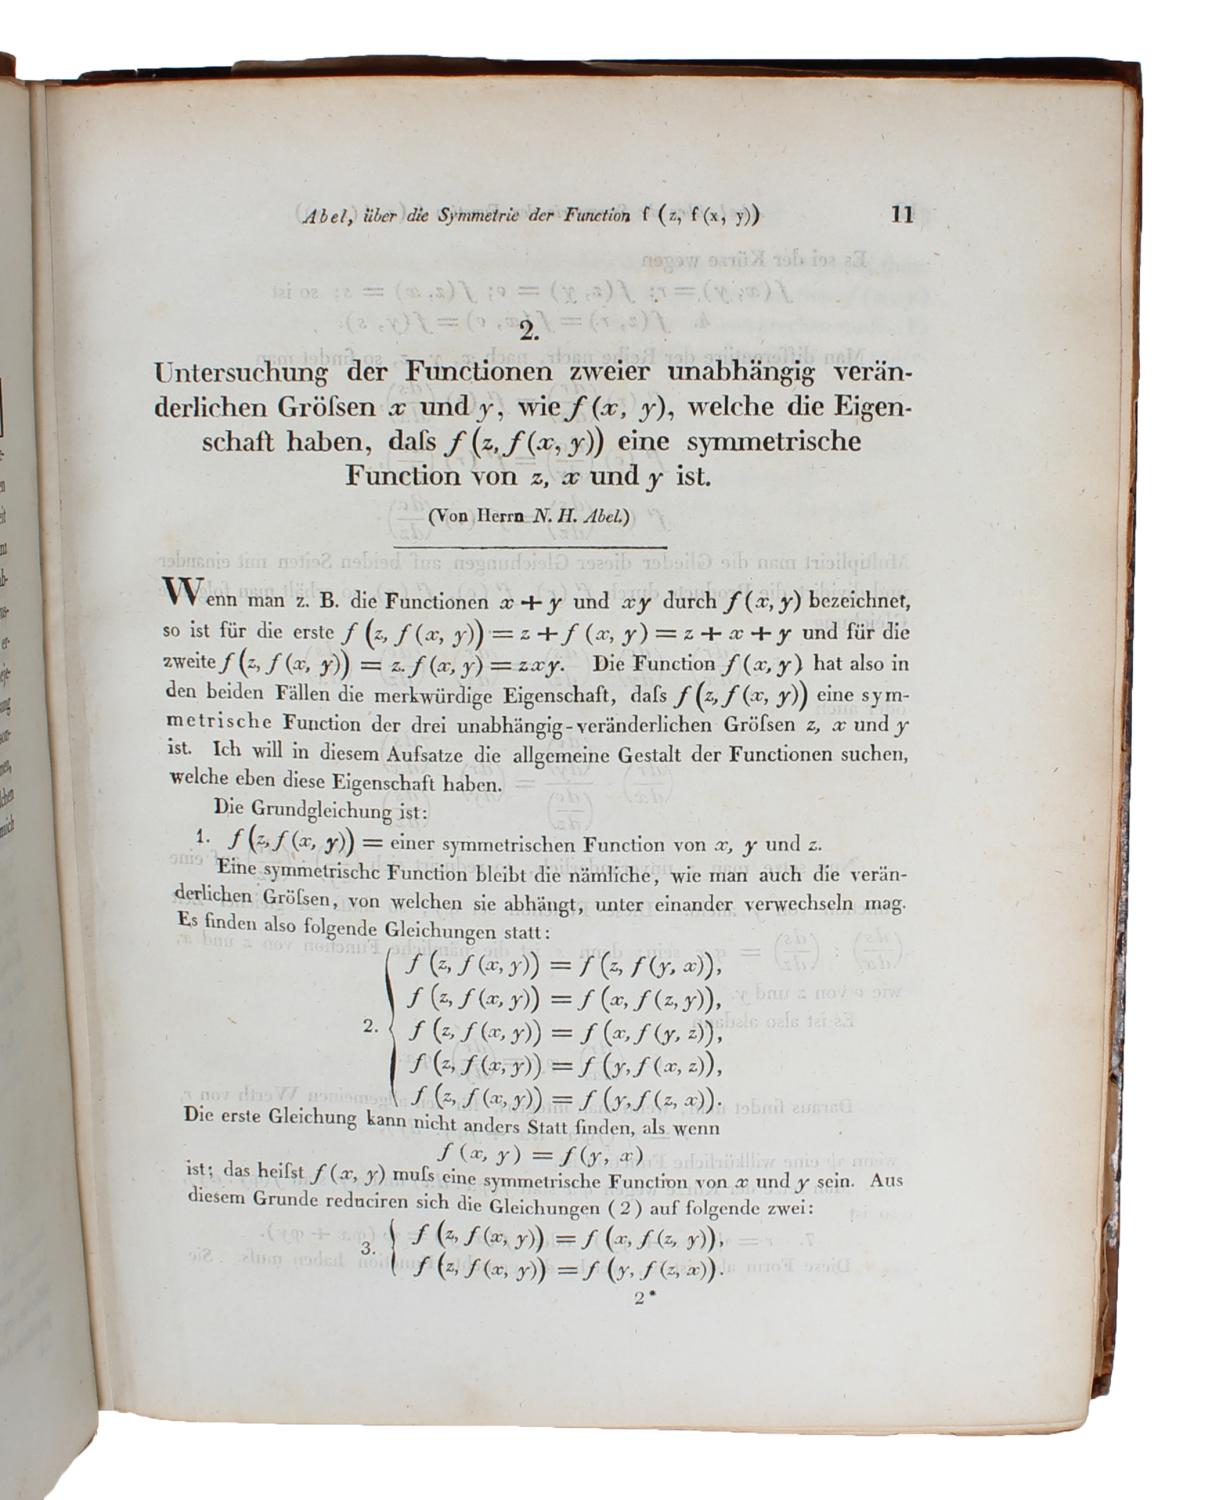 Abel, über die Symmetrie der Function f (z, f (x, y)) 11
2.
Untersuchung der Functionen zweier unabhängig verän-
derlichen Gröſsen x und y, wie f (x, y), welche die Eigen-
schaft haben, daſs f (z, f (x, y)) eine symmetrische
Function von z, x und y ist.
(Von Herrn N. H. Abel.)
Wenn man z. B. die Functionen x + y und xy durch f (x, y) bezeichnet,
so ist für die erste f (z, f (x, y)) = z + f (x, y) = z + x + y und für die
zweite f (z, f (x, y)) = z. f (x, y) = zxy. Die Function f (x, y) hat also in
den beiden Fällen die merkwürdige Eigenschaft, daſs f (z, f (x, y)) eine sym-
metrische Function der drei unabhängig-veränderlichen Gröſsen z, x und y
ist. Ich will in diesem Aufsatze die allgemeine Gestalt der Functionen suchen,
welche eben diese Eigenschaft haben.
Die Grundgleichung ist:
1. f (z, f (x, y)) = einer symmetrischen Function von x, y und z.
Eine symmetrische Function bleibt die nämliche, wie man auch die verän-
derlichen Gröſsen, von welchen sie abhängt, unter einander verwechseln mag.
Es finden also folgende Gleichungen statt:
f (z, f (x, y)) = f (z, f (y, x)),
f (z, f (x, y)) = f (x, f (z, y)),
2. { f (z, f (x, y)) = f (x, f (y, z)),
f (z, f (x, y)) = f (y, f (x, z)),
f (z, f (x, y)) = f (y, f (z, x)).
Die erste Gleichung kann nicht anders Statt finden, als wenn
f (x, y) = f (y, x)
ist; das heiſst f (x, y) muſs eine symmetrische Function von x und y sein. Aus
diesem Grunde reduciren sich die Gleichungen (2) auf folgende zwei:
3. { f (z, f (x, y)) = f (x, f (z, y)),
f (z, f (x, y)) = f (y, f (z, x)).
2*